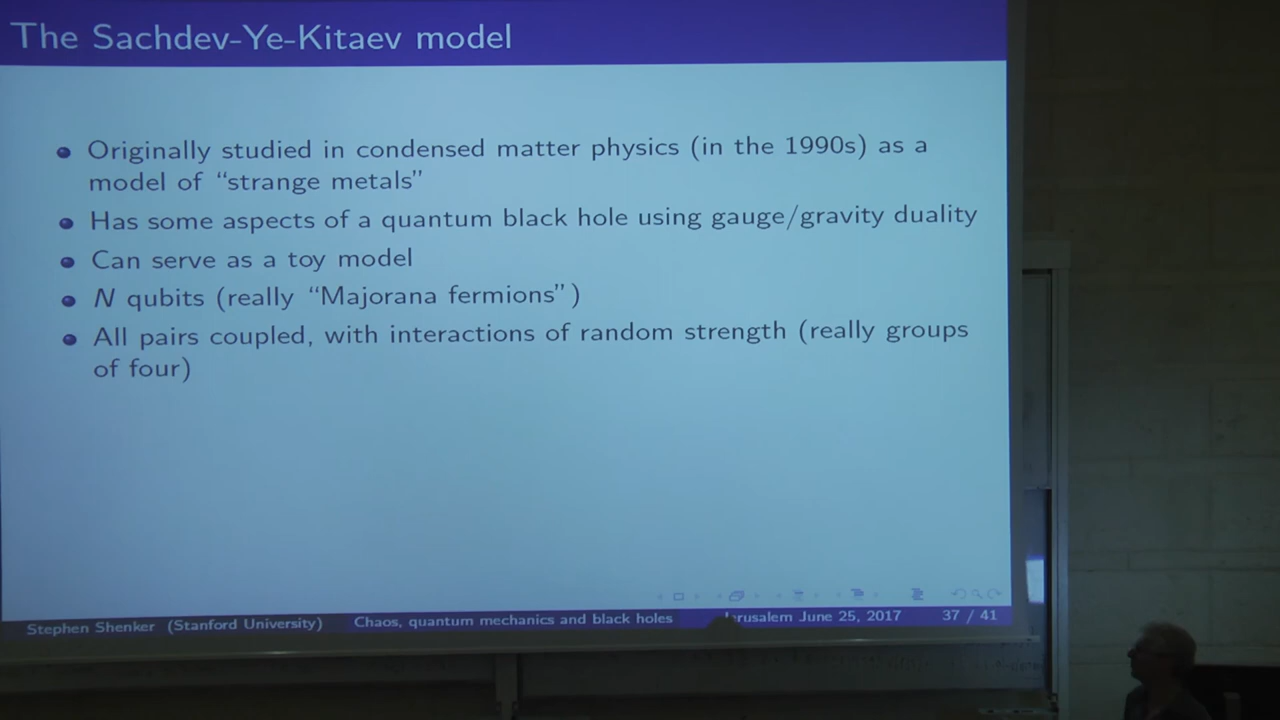 The Sachdev-Ye-Kitaev model
Originally studied in condensed matter physics (in the 1990s) as a
model of “strange metals”
Has some aspects of a quantum black hole using gauge/gravity duality
Can serve as a toy model
N qubits (really “Majorana fermions”)
All pairs coupled, with interactions of random strength (really groups
of four)
Stephen Shenker (Stanford University) Chaos, quantum mechanics and black holes Jerusalem June 25, 2017 37 / 41